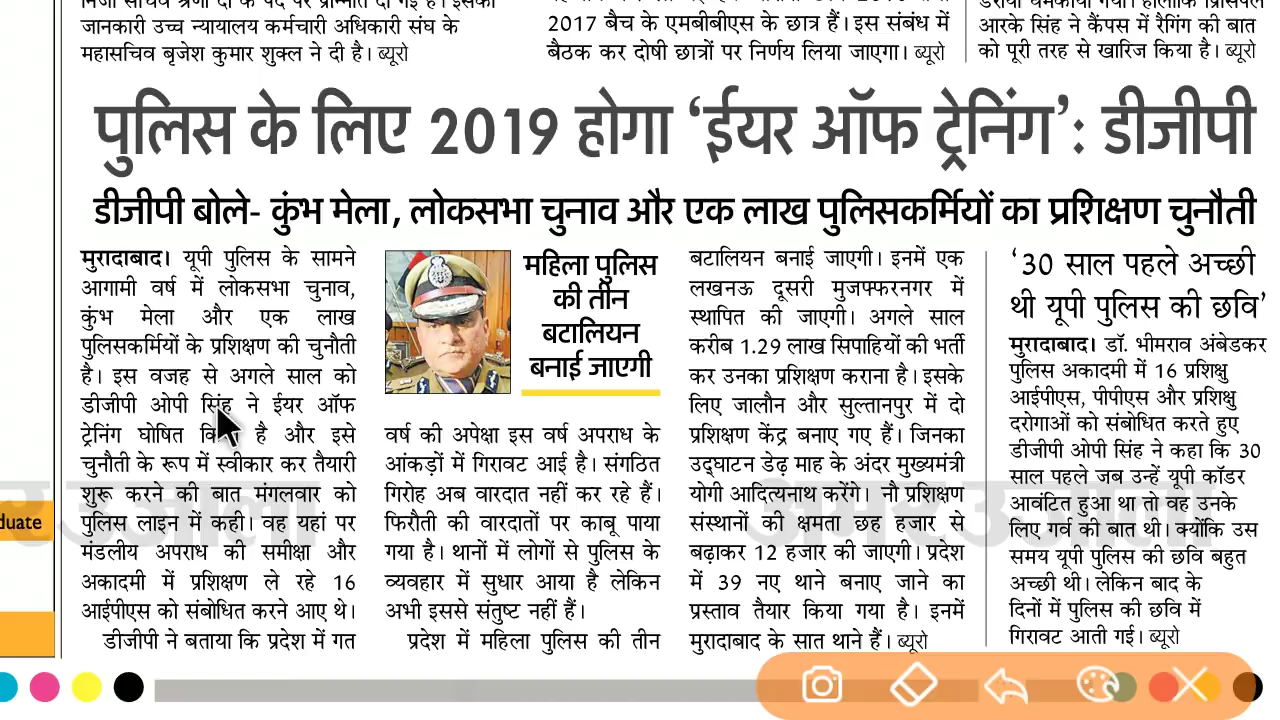 जानकारी उच्च न्यायालय कर्मचारी अधिकारी संघ के
महासचिव बृजेश कुमार शुक्ल ने दी है। ब्यूरो
2017 बैच के एमबीबीएस के छात्र हैं। इस संबंध में
बैठक कर दोषी छात्रों पर निर्णय लिया जाएगा। ब्यूरो
आरके सिंह ने कैंपस में रैगिंग की बात
को पूरी तरह से खारिज किया है। ब्यूरो
पुलिस के लिए 2019 होगा ‘ईयर ऑफ ट्रेनिंग’: डीजीपी
डीजीपी बोले- कुंभ मेला, लोकसभा चुनाव और एक लाख पुलिसकर्मियों का प्रशिक्षण चुनौती
मुरादाबाद। यूपी पुलिस के सामने
आगामी वर्ष में लोकसभा चुनाव,
कुंभ मेला और एक लाख
पुलिसकर्मियों के प्रशिक्षण की चुनौती
है। इस वजह से अगले साल को
डीजीपी ओपी सिंह ने ईयर ऑफ
ट्रेनिंग घोषित है और इसे
चुनौती के रूप में स्वीकार कर तैयारी
शुरू करने की बात मंगलवार को
पुलिस लाइन में कही। वह यहां पर
मंडलीय अपराध की समीक्षा और
अकादमी में प्रशिक्षण ले रहे 16
आईपीएस को संबोधित करने आए थे।
डीजीपी ने बताया कि प्रदेश में गत
महिला पुलिस
की तीन
बटालियन
बनाई जाएगी
वर्ष की अपेक्षा इस वर्ष अपराध के
आंकड़ों में गिरावट आई है। संगठित
गिरोह अब वारदात नहीं कर रहे हैं।
फिरौती की वारदातों पर काबू पाया
गया है। थानों में लोगों से पुलिस के
व्यवहार में सुधार आया है लेकिन
अभी इससे संतुष्ट नहीं हैं।
प्रदेश में महिला पुलिस की तीन
बटालियन बनाई जाएगी। इनमें एक
लखनऊ दूसरी मुजफ्फरनगर में
स्थापित की जाएगी। अगले साल
करीब 1.29 लाख सिपाहियों की भर्ती
कर उनका प्रशिक्षण कराना है। इसके
लिए जालौन और सुल्तानपुर में दो
प्रशिक्षण केंद्र बनाए गए हैं। जिनका
उद्घाटन डेढ़ माह के अंदर मुख्यमंत्री
योगी आदित्यनाथ करेंगे। नौ प्रशिक्षण
संस्थानों की क्षमता छह हजार से
बढ़ाकर 12 हजार की जाएगी। प्रदेश
में 39 नए थाने बनाए जाने का
प्रस्ताव तैयार किया गया है। इनमें
मुरादाबाद के सात थाने हैं। ब्यूरो
‘30 साल पहले अच्छी
थी यूपी पुलिस की छवि’
मुरादाबाद। डॉ. भीमराव अंबेडकर
पुलिस अकादमी में 16 प्रशिक्षु
आईपीएस, पीपीएस और प्रशिक्षु
दरोगाओं को संबोधित करते हुए
डीजीपी ओपी सिंह ने कहा कि 30
साल पहले जब उन्हें यूपी कॉडर
आवंटित हुआ था तो वह उनके
लिए गर्व की बात थी। क्योंकि उस
समय यूपी पुलिस की छवि बहुत
अच्छी थी। लेकिन बाद के
दिनों में पुलिस की छवि में
गिरावट आती गई। ब्यूरो
अमर उजाला